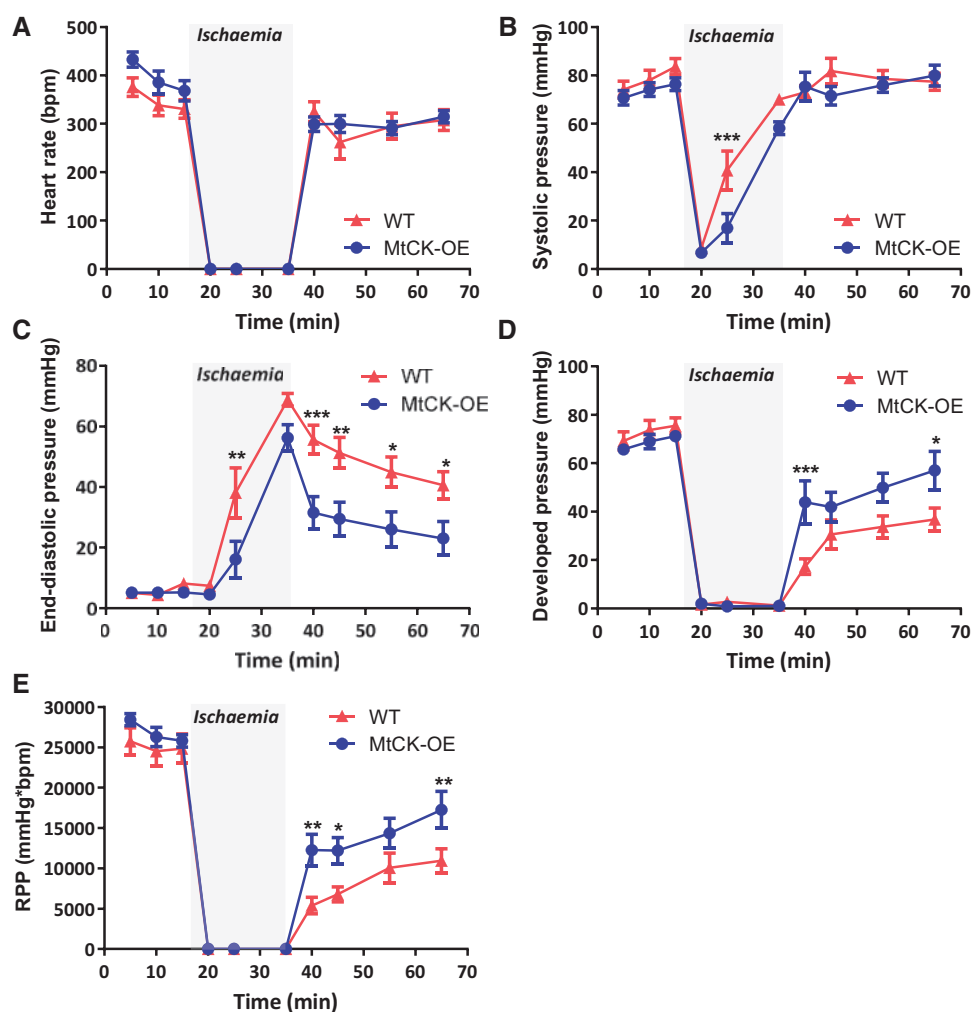 A
Heart rate (bpm)
500
400
300
200
100
0
Ischaemia
WT
MtCK-OE
0 10 20 30 40 50 60 70
Time (min)
B
Systolic pressure (mmHg)
100
80
60
40
20
0
Ischaemia
***
WT
MtCK-OE
0 10 20 30 40 50 60 70
Time (min)
C
End-diastolic pressure (mmHg)
80
60
40
20
0
Ischaemia
WT
MtCK-OE
** *** ** * *
0 10 20 30 40 50 60 70
Time (min)
D
Developed pressure (mmHg)
100
80
60
40
20
0
Ischaemia
WT
MtCK-OE
*** *
0 10 20 30 40 50 60 70
Time (min)
E
RPP (mmHg*bpm)
30000
25000
20000
15000
10000
5000
0
Ischaemia
WT
MtCK-OE
** * **
0 10 20 30 40 50 60 70
Time (min)